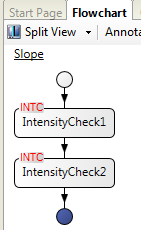 Start Page Flowchart
Split View Annota
Slope
INTC
IntensityCheck1
INTC
IntensityCheck2